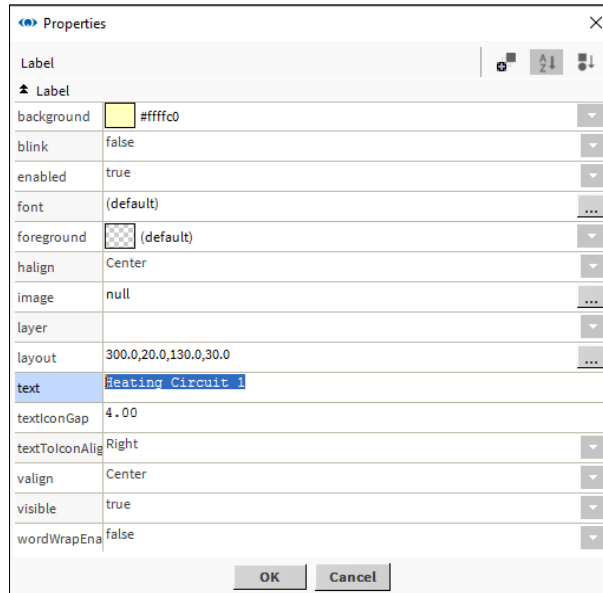 Properties
Label
Label
background #ffffc0
blink false
enabled true
font (default) ...
foreground (default)
halign Center
image null ...
layer
layout 300.0,20.0,130.0,30.0 ...
text Heating Circuit 1
textIconGap 4.00
textToIconAlig Right
valign Center
visible true
wordWrapEna false
OK Cancel